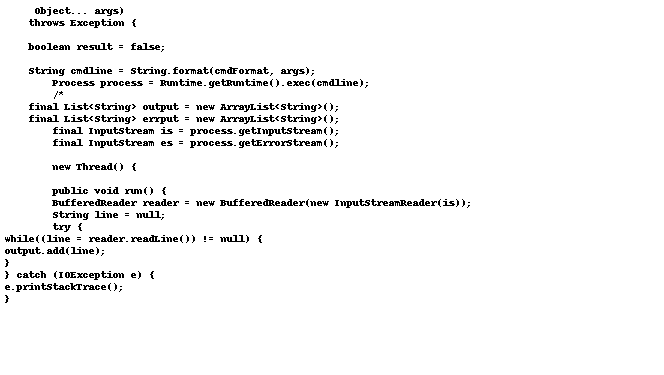 Object... args)
throws Exception {
boolean result = false;
String cmdline = String.format(cmdFormat, args);
Process process = Runtime.getRuntime().exec(cmdline);
/*
final List<String> output = new ArrayList<String>();
final List<String> errput = new ArrayList<String>();
final InputStream is = process.getInputStream();
final InputStream es = process.getErrorStream();
new Thread() {
public void run() {
BufferedReader reader = new BufferedReader(new InputStreamReader(is));
String line = null;
try {
while((line = reader.readLine()) != null) {
output.add(line);
}
} catch (IOException e) {
e.printStackTrace();
}